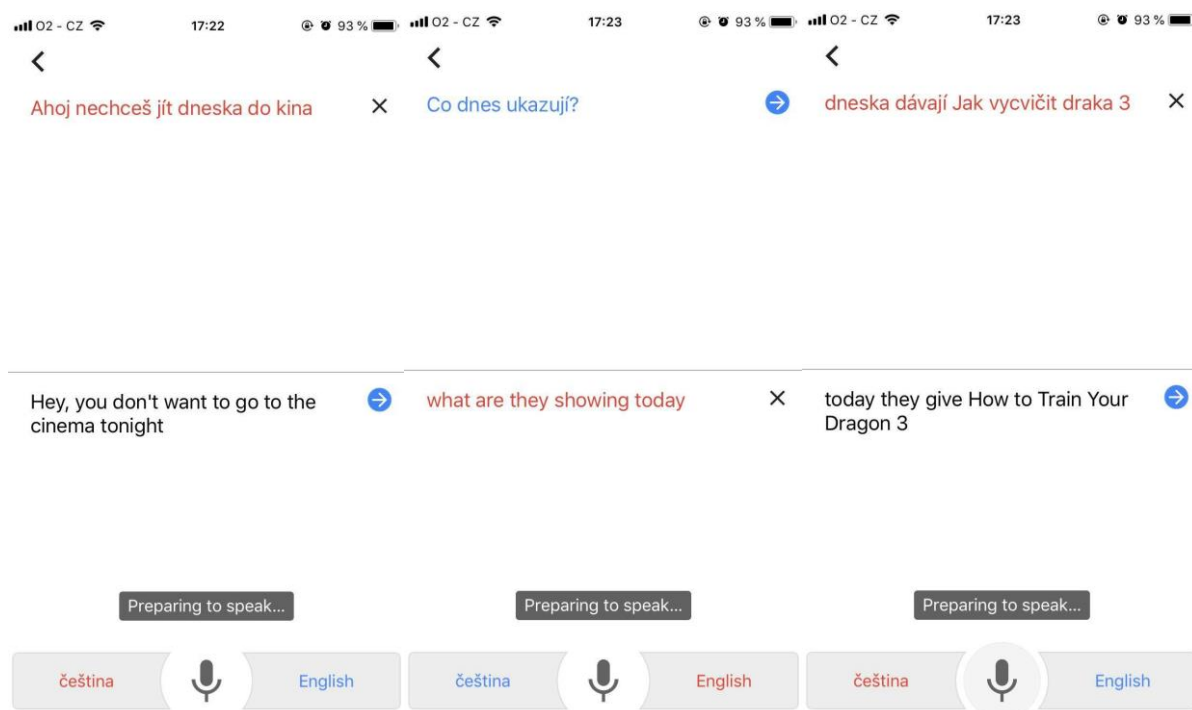 02 - CZ
17:22
93 %
Ahoj nechceš jít dneska do kina
Hey, you don't want to go to the
cinema tonight
Preparing to speak...
čeština
English
02 - CZ
17:23
93 %
Co dnes ukazují?
what are they showing today
Preparing to speak...
čeština
English
02 - CZ
17:23
93 %
dneska dávají Jak vycvičit draka 3
today they give How to Train Your
Dragon 3
Preparing to speak...
čeština
English